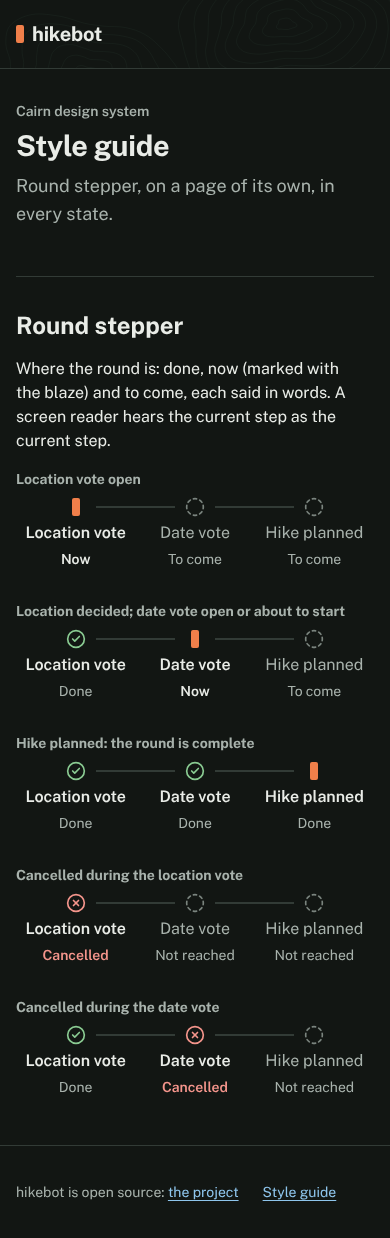 hikebot
Cairn design system
Style guide
Round stepper, on a page of its own, in
every state.
Round stepper
Where the round is: done, now (marked with
the blaze) and to come, each said in words. A
screen reader hears the current step as the
current step.
Location vote open
Location vote Date vote Hike planned
Now To come To come
Location decided; date vote open or about to start
Location vote Date vote Hike planned
Done Now To come
Hike planned: the round is complete
Location vote Date vote Hike planned
Done Done Done
Cancelled during the location vote
Location vote Date vote Hike planned
Cancelled Not reached Not reached
Cancelled during the date vote
Location vote Date vote Hike planned
Done Cancelled Not reached
hikebot is open source: the project Style guide